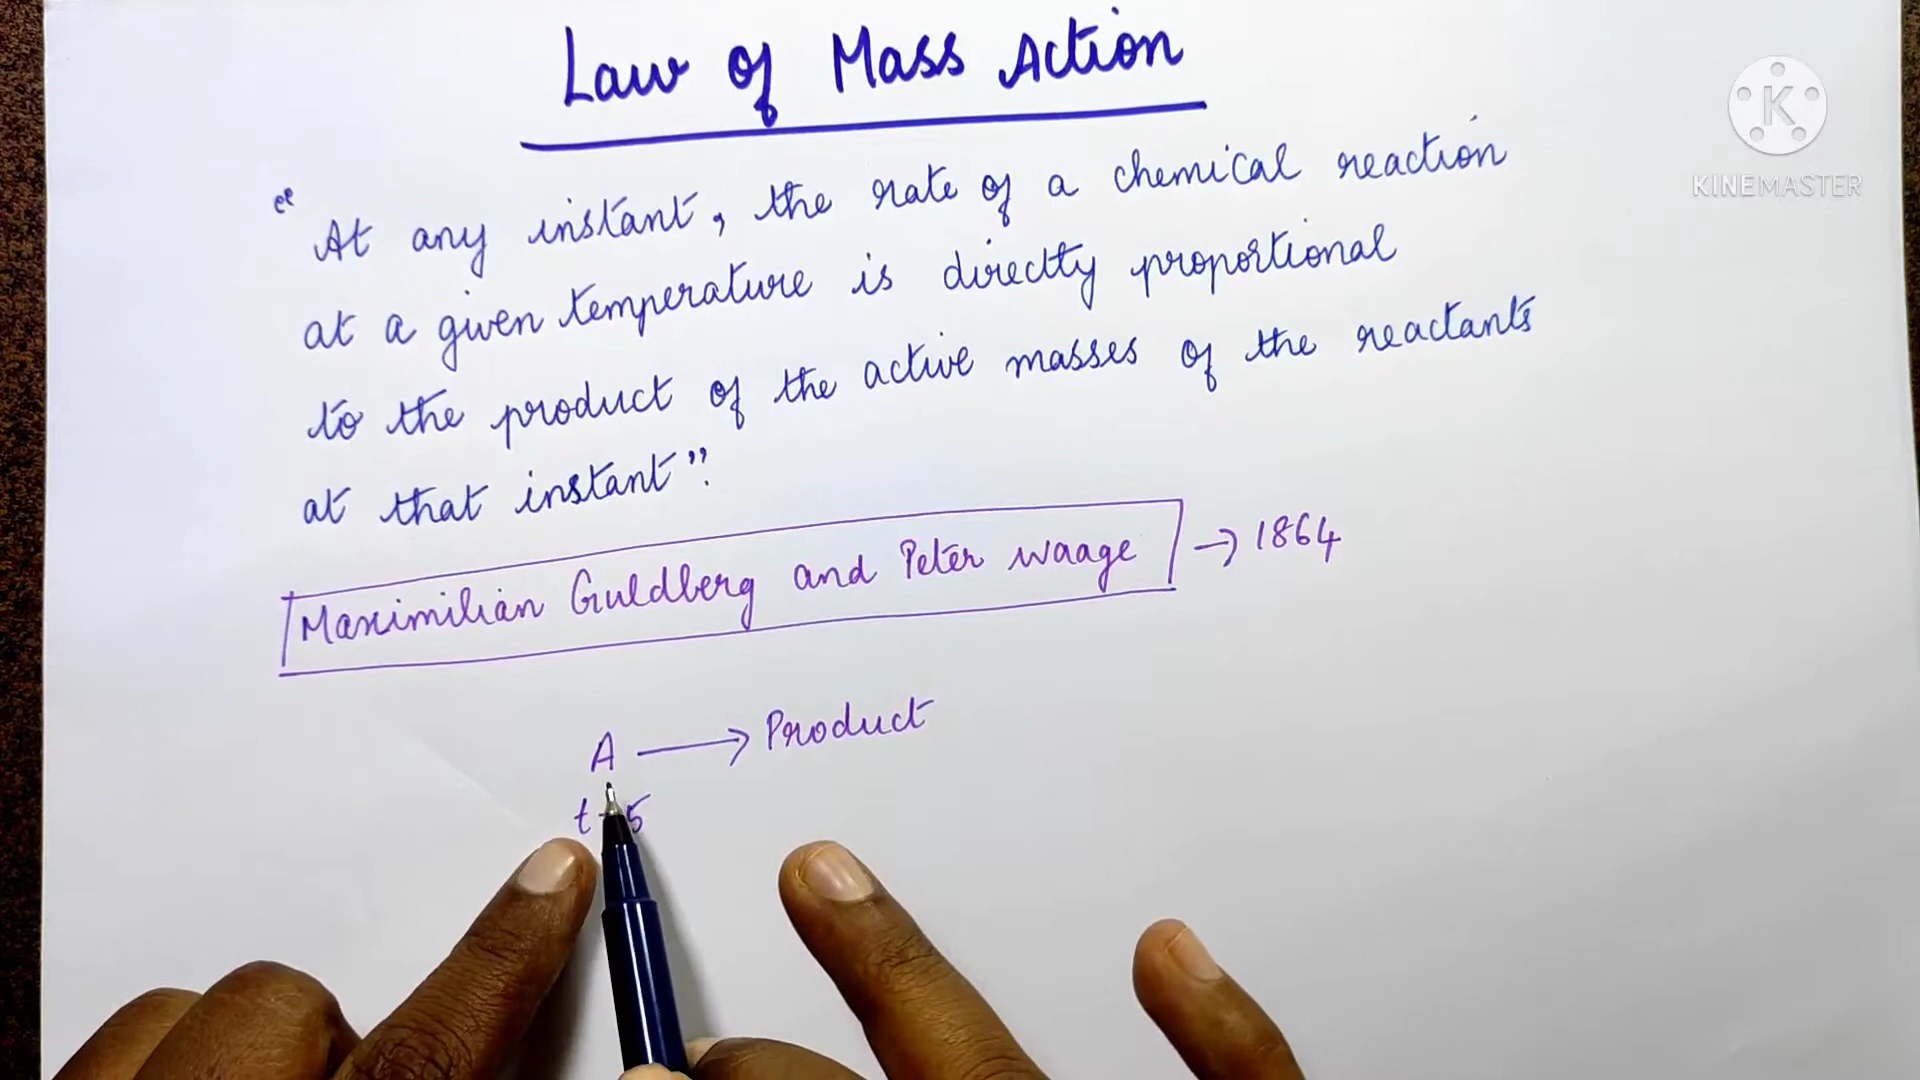 Law of Mass Action
"At any instant, the rate of a chemical reaction
at a given temperature is directly proportional
to the product of the active masses of the reactants
at that instant".
Maximilian Guldberg and Peter Waage → 1864
A → Product
t=5
K
KINEMASTER